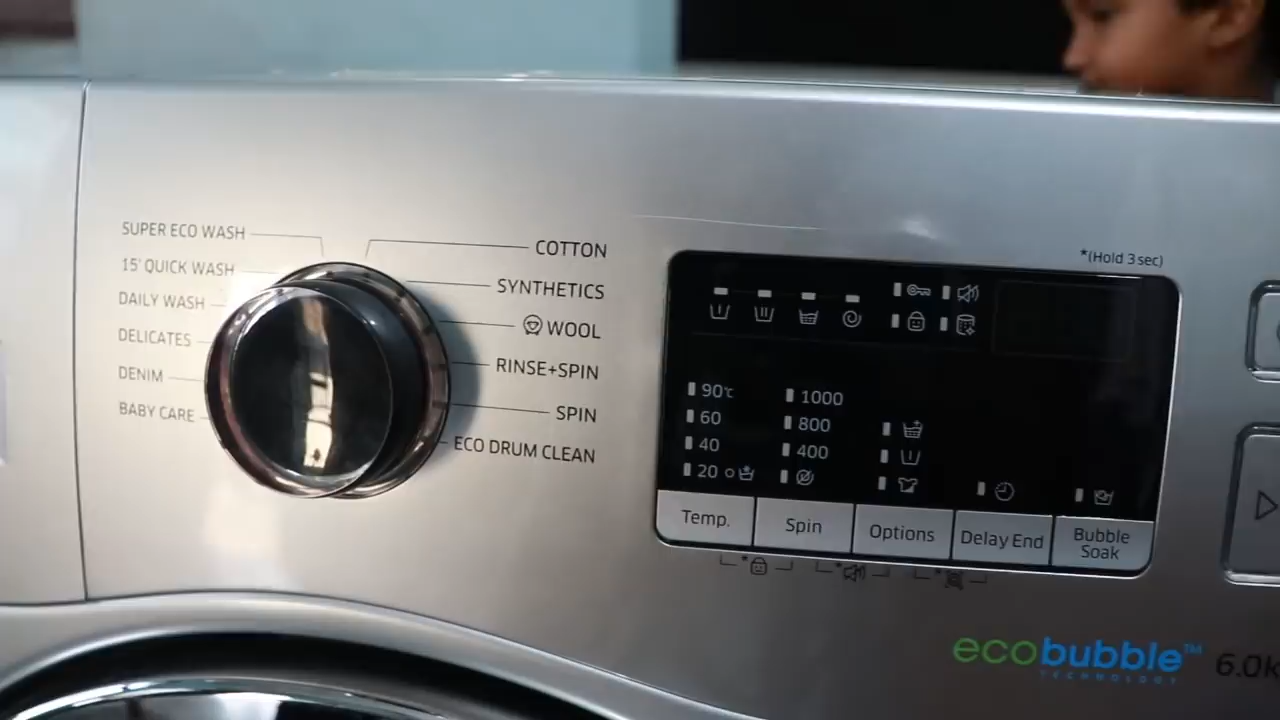 SUPER ECO WASH
15' QUICK WASH
DAILY WASH
DELICATES
DENIM
BABY CARE
COTTON
SYNTHETICS
WOOL
RINSE+SPIN
SPIN
ECO DRUM CLEAN
*(Hold 3 sec)
90℃ 1000
60 800
40 400
20
Temp. Spin Options Delay End Bubble Soak
ecobubble™
TECHNOLOGY
6.0k